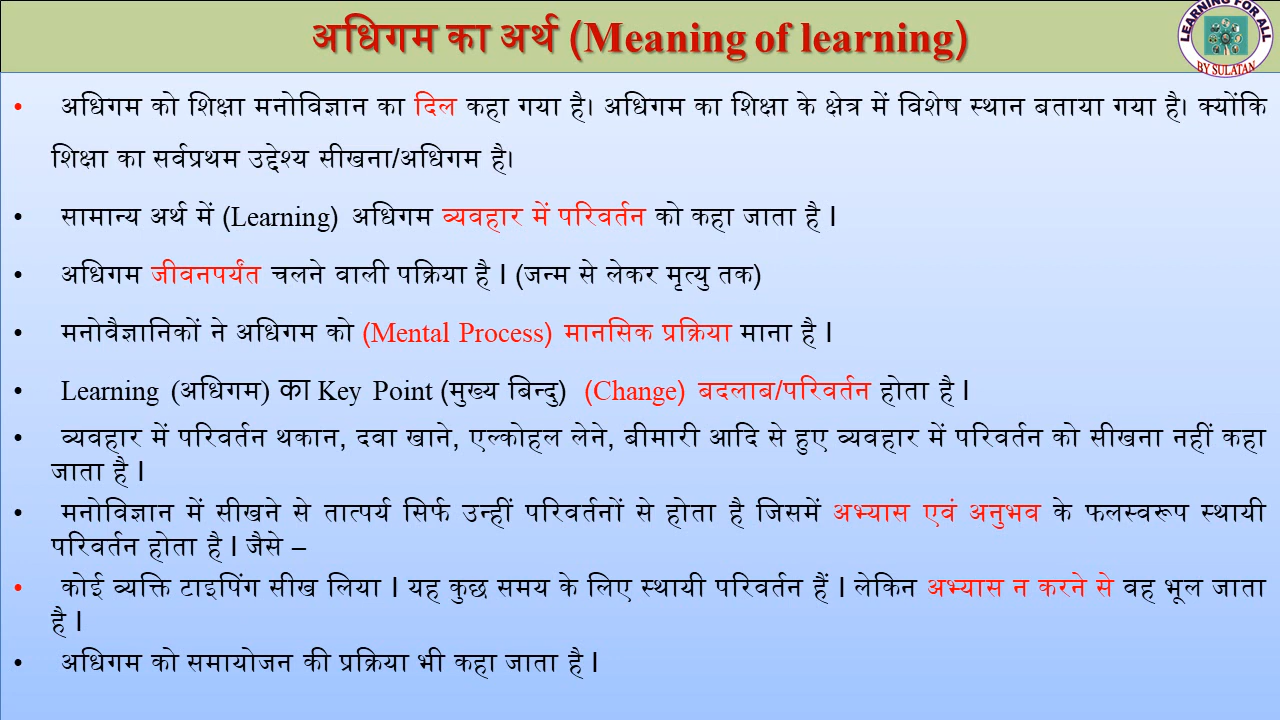 अधिगम का अर्थ (Meaning of learning)
LEARNING FOR ALL
BY SULATAN
• अधिगम को शिक्षा मनोविज्ञान का दिल कहा गया है। अधिगम का शिक्षा के क्षेत्र में विशेष स्थान बताया गया है। क्योंकि
शिक्षा का सर्वप्रथम उद्देश्य सीखना/अधिगम है।
• सामान्य अर्थ में (Learning) अधिगम व्यवहार में परिवर्तन को कहा जाता है l
• अधिगम जीवनपर्यंत चलने वाली पक्रिया है l (जन्म से लेकर मृत्यु तक)
• मनोवैज्ञानिकों ने अधिगम को (Mental Process) मानसिक प्रक्रिया माना है l
• Learning (अधिगम) का Key Point (मुख्य बिन्दु) (Change) बदलाब/परिवर्तन होता है l
• व्यवहार में परिवर्तन थकान, दवा खाने, एल्कोहल लेने, बीमारी आदि से हुए व्यवहार में परिवर्तन को सीखना नहीं कहा
जाता है l
• मनोविज्ञान में सीखने से तात्पर्य सिर्फ उन्हीं परिवर्तनों से होता है जिसमें अभ्यास एवं अनुभव के फलस्वरूप स्थायी
परिवर्तन होता है l जैसे –
• कोई व्यक्ति टाइपिंग सीख लिया l यह कुछ समय के लिए स्थायी परिवर्तन हैं l लेकिन अभ्यास न करने से वह भूल जाता
है l
• अधिगम को समायोजन की प्रक्रिया भी कहा जाता है l